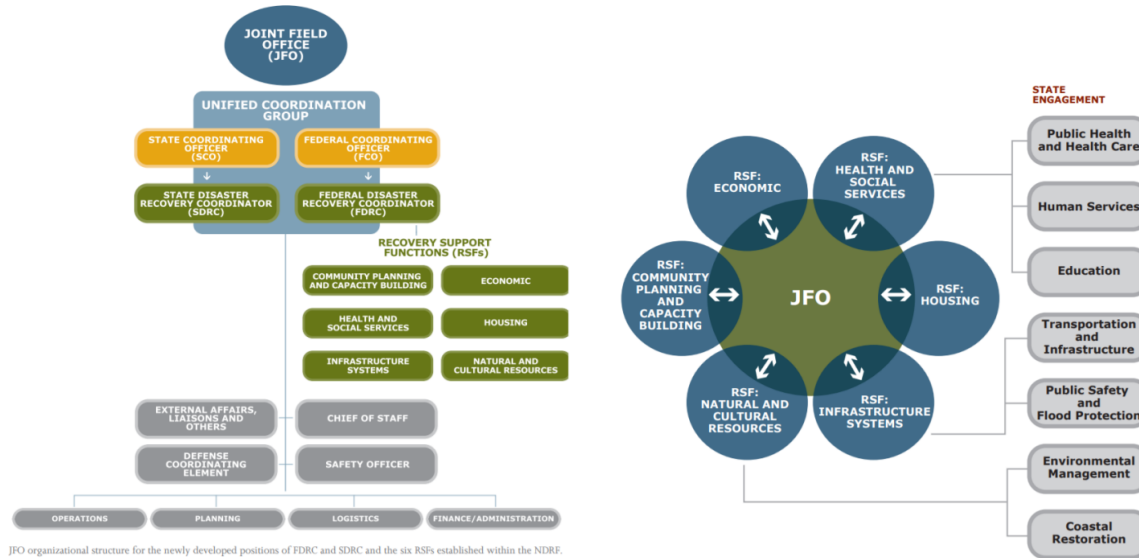 JOINT FIELD
OFFICE
(JFO)
UNIFIED COORDINATION
GROUP
STATE COORDINATING
OFFICER
(SCO)
FEDERAL COORDINATING
OFFICER
(FCO)
STATE DISASTER
RECOVERY COORDINATOR
(SDRC)
FEDERAL DISASTER
RECOVERY COORDINATOR
(FDRC)
RECOVERY SUPPORT
FUNCTIONS (RSFs)
COMMUNITY PLANNING
AND CAPACITY BUILDING
ECONOMIC
HEALTH AND
SOCIAL SERVICES
HOUSING
INFRASTRUCTURE
SYSTEMS
NATURAL AND
CULTURAL RESOURCES
EXTERNAL AFFAIRS,
LIAISONS AND
OTHERS
CHIEF OF STAFF
DEFENSE
COORDINATING
ELEMENT
SAFETY OFFICER
OPERATIONS
PLANNING
LOGISTICS
FINANCE/ADMINISTRATION
JFO organizational structure for the newly developed positions of FDRC and SDRC and the six RSFs established within the NDRF.
RSF:
ECONOMIC
RSF:
HEALTH AND
SOCIAL
SERVICES
RSF:
COMMUNITY
PLANNING
AND
CAPACITY
BUILDING
JFO
RSF:
HOUSING
RSF:
NATURAL AND
CULTURAL
RESOURCES
RSF:
INFRASTRUCTURE
SYSTEMS
STATE
ENGAGEMENT
Public Health
and Health Care
Human Services
Education
Transportation
and
Infrastructure
Public Safety
and
Flood Protection
Environmental
Management
Coastal
Restoration